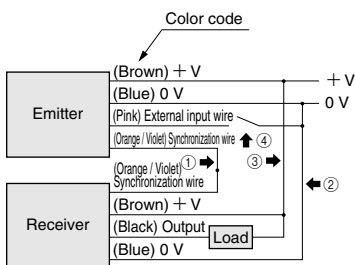 Color code
(Brown) + V
+ V
(Blue) 0 V
0 V
Emitter
(Pink) External input wire
(Orange / Violet) Synchronization wire
④
①
③
(Orange / Violet)
Synchronization wire
②
(Brown) + V
Receiver
(Black) Output
Load
(Blue) 0 V